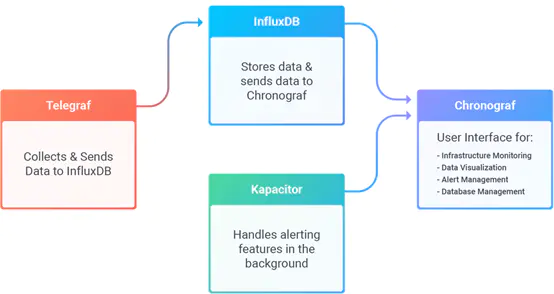 Telegraf
Collects & Sends
Data to InfluxDB
InfluxDB
Stores data &
sends data to
Chronograf
Kapacitor
Handles alerting
features in the
background
Chronograf
User Interface for:
- Infrastructure Monitoring
- Data Visualization
- Alert Management
- Database Management